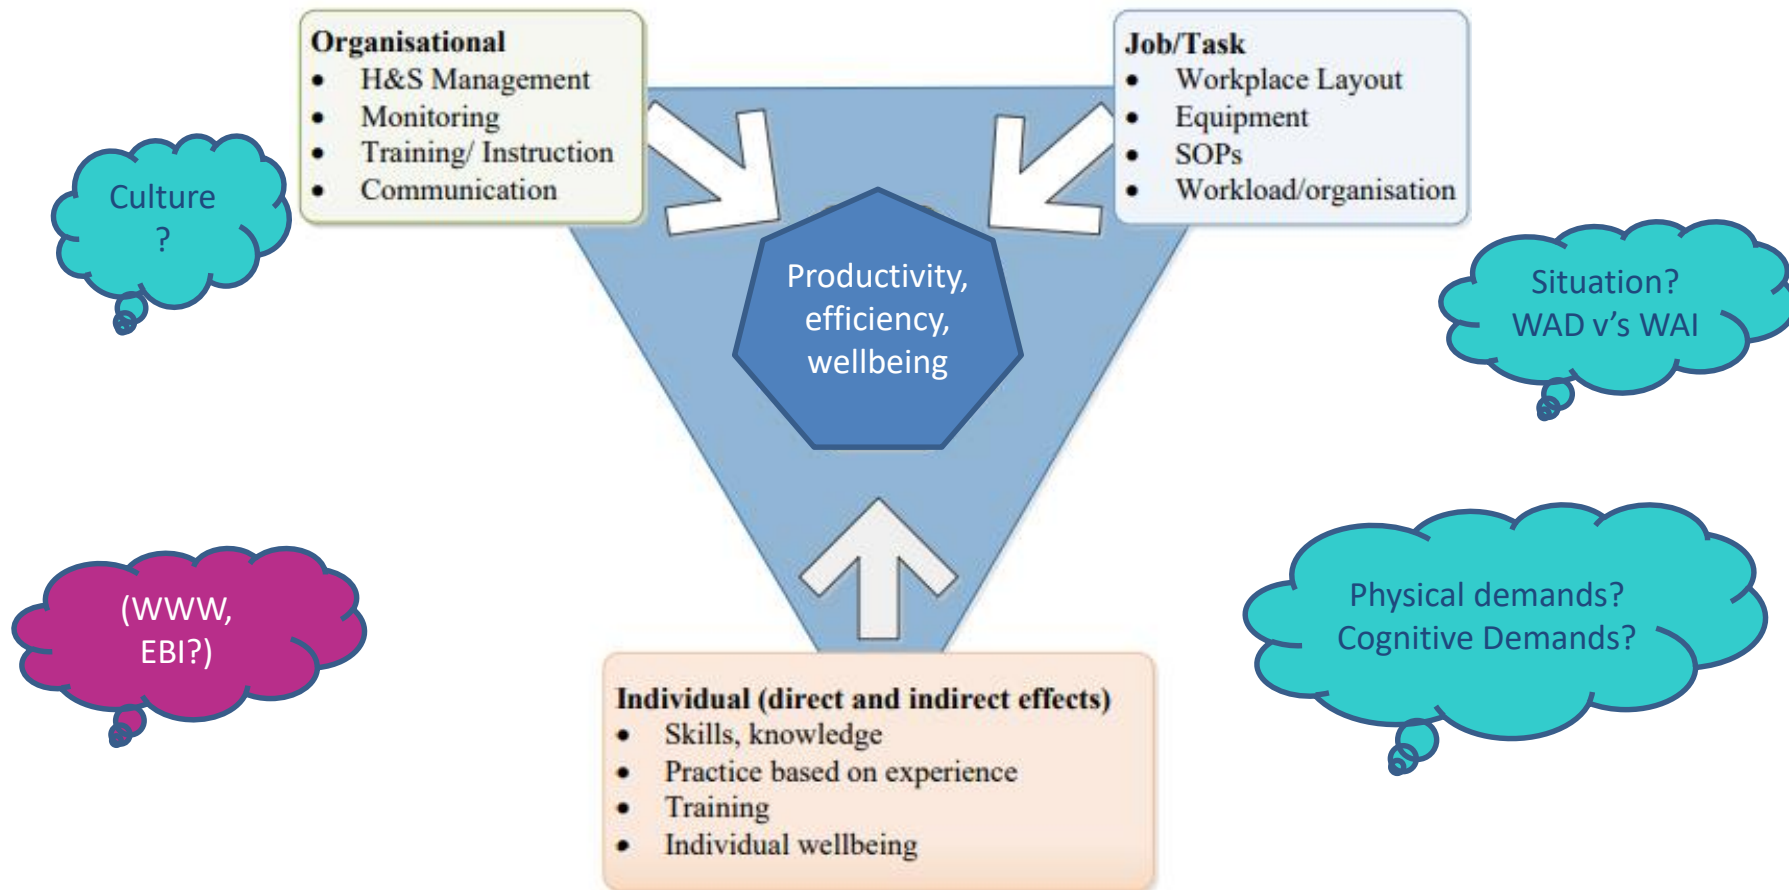 Organisational
• H&S Management
• Monitoring
• Training/ Instruction
• Communication
Job/Task
• Workplace Layout
• Equipment
• SOPs
• Workload/organisation
Culture
?
Productivity,
efficiency,
wellbeing
Situation?
WAD v’s WAI
(WWW,
EBI?)
Physical demands?
Cognitive Demands?
Individual (direct and indirect effects)
• Skills, knowledge
• Practice based on experience
• Training
• Individual wellbeing